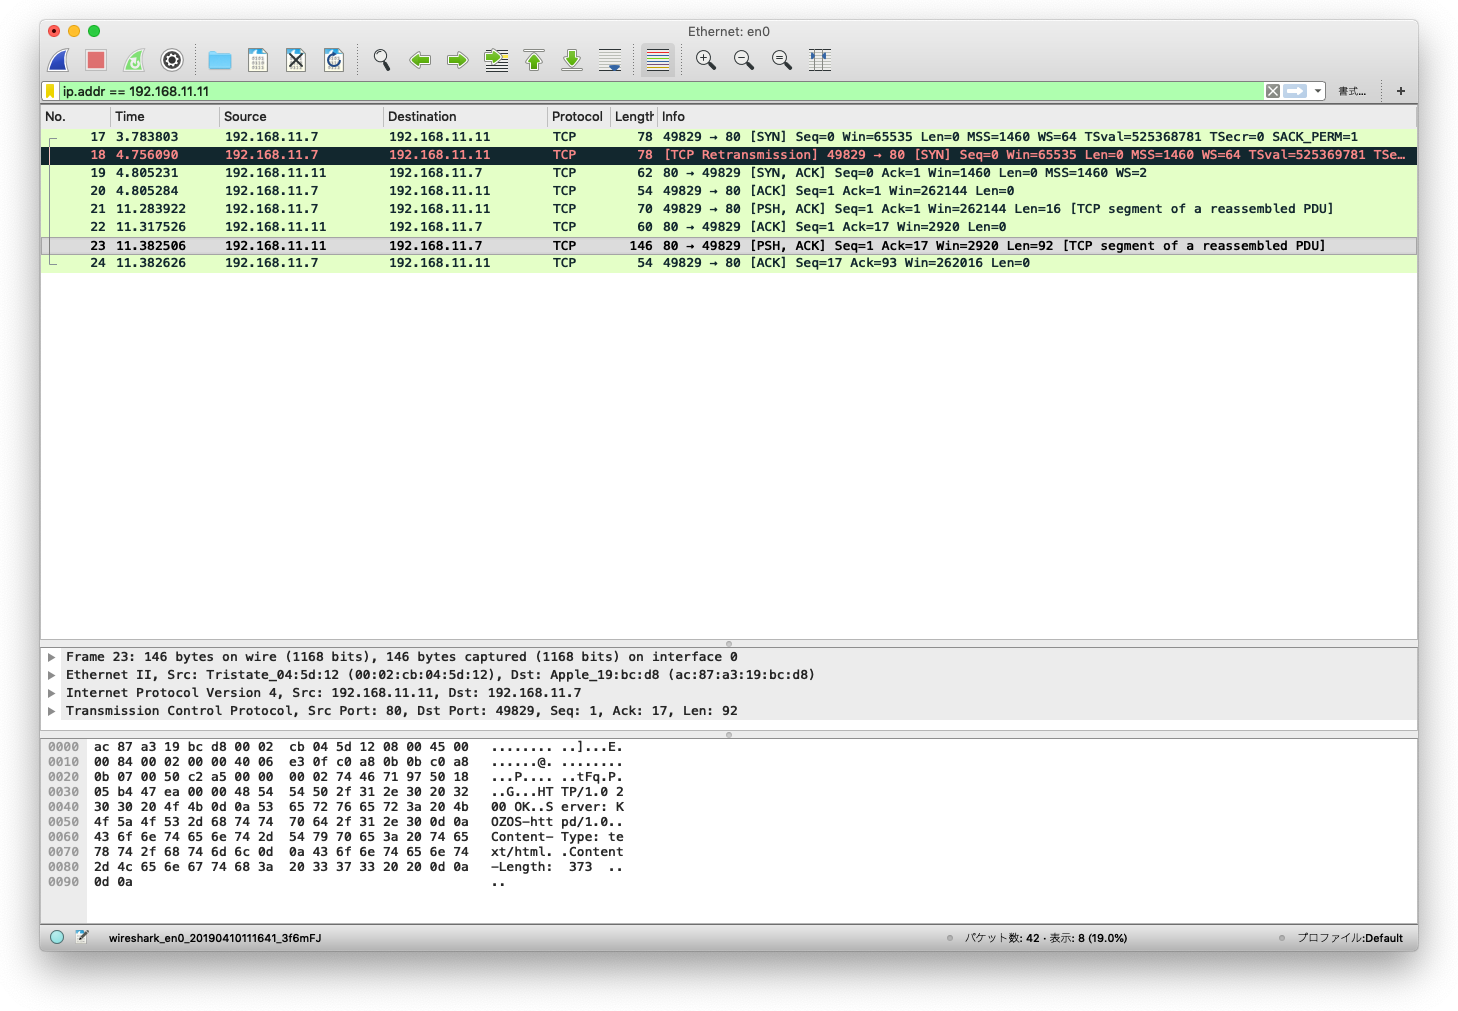 Ethernet: en0
ip.addr == 192.168.11.11 書式... +
No. Time Source Destination Protocol Length Info
17 3.783803 192.168.11.7 192.168.11.11 TCP 78 49829 → 80 [SYN] Seq=0 Win=65535 Len=0 MSS=1460 WS=64 TSval=525368781 TSecr=0 SACK_PERM=1
18 4.756090 192.168.11.7 192.168.11.11 TCP 78 [TCP Retransmission] 49829 → 80 [SYN] Seq=0 Win=65535 Len=0 MSS=1460 WS=64 TSval=525369781 TSe...
19 4.805231 192.168.11.11 192.168.11.7 TCP 62 80 → 49829 [SYN, ACK] Seq=0 Ack=1 Win=1460 Len=0 MSS=1460 WS=2
20 4.805284 192.168.11.7 192.168.11.11 TCP 54 49829 → 80 [ACK] Seq=1 Ack=1 Win=262144 Len=0
21 11.283922 192.168.11.7 192.168.11.11 TCP 70 49829 → 80 [PSH, ACK] Seq=1 Ack=1 Win=262144 Len=16 [TCP segment of a reassembled PDU]
22 11.317526 192.168.11.11 192.168.11.7 TCP 60 80 → 49829 [ACK] Seq=1 Ack=17 Win=2920 Len=0
23 11.382506 192.168.11.11 192.168.11.7 TCP 146 80 → 49829 [PSH, ACK] Seq=1 Ack=17 Win=2920 Len=92 [TCP segment of a reassembled PDU]
24 11.382626 192.168.11.7 192.168.11.11 TCP 54 49829 → 80 [ACK] Seq=17 Ack=93 Win=262016 Len=0
Frame 23: 146 bytes on wire (1168 bits), 146 bytes captured (1168 bits) on interface 0
Ethernet II, Src: Tristate_04:5d:12 (00:02:cb:04:5d:12), Dst: Apple_19:bc:d8 (ac:87:a3:19:bc:d8)
Internet Protocol Version 4, Src: 192.168.11.11, Dst: 192.168.11.7
Transmission Control Protocol, Src Port: 80, Dst Port: 49829, Seq: 1, Ack: 17, Len: 92
0000 ac 87 a3 19 bc d8 00 02 cb 04 5d 12 08 00 45 00 ........ ..]...E.
0010 00 84 00 02 00 00 40 06 e3 0f c0 a8 0b 0b c0 a8 ......@. ........
0020 0b 07 00 50 c2 a5 00 00 00 02 74 46 71 97 50 18 ...P.... ..tFq.P.
0030 05 b4 47 ea 00 00 48 54 54 50 2f 31 2e 30 20 32 ..G...HT TP/1.0 2
0040 30 30 20 4f 4b 0d 0a 53 65 72 76 65 72 3a 20 4b 00 OK..S erver: K
0050 4f 5a 4f 53 2d 68 74 74 70 64 2f 31 2e 30 0d 0a OZOS-htt pd/1.0..
0060 43 6f 6e 74 65 6e 74 2d 54 79 70 65 3a 20 74 65 Content- Type: te
0070 78 74 2f 68 74 6d 6c 0d 0a 43 6f 6e 74 65 6e 74 xt/html. .Content
0080 2d 4c 65 6e 67 74 68 3a 20 33 37 33 20 20 0d 0a -Length: 373 ..
0090 0d 0a ..
wireshark_en0_20190410111641_3f6mFJ パケット数: 42 · 表示: 8 (19.0%) プロファイル:Default